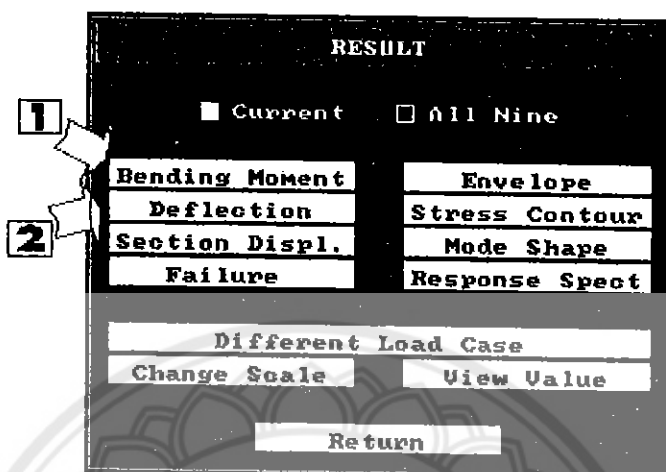 RESULT
Current All Nine
1
Bending Moment Envelope
2
Deflection Stress Contour
Section Displ. Mode Shape
Failure Response Spect
Different Load Case
Change Scale View Value
Return